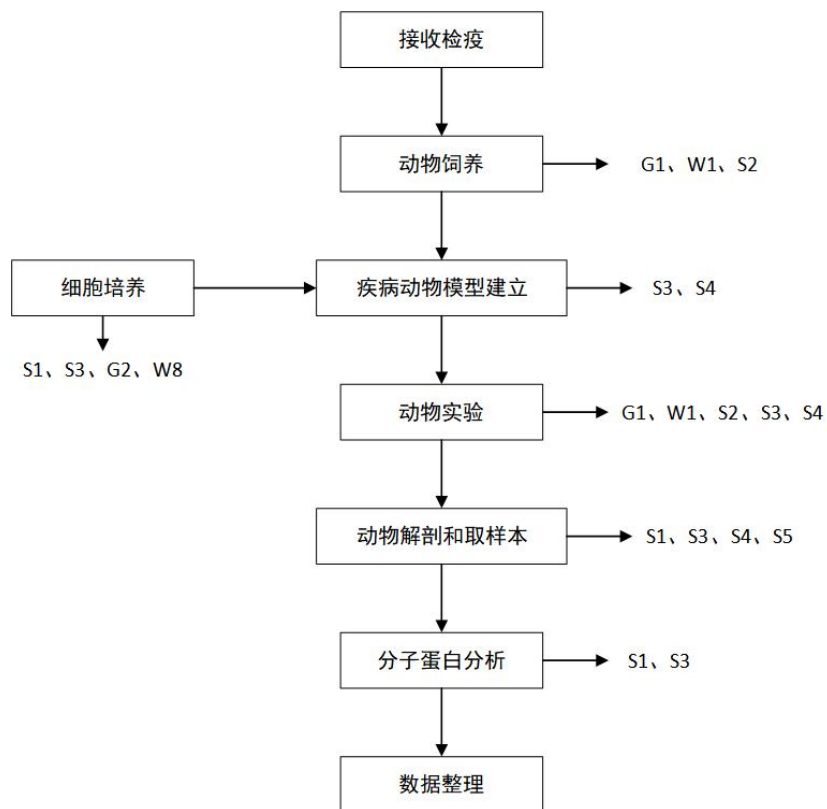 接收检疫
动物饲养
G1、W1、S2
细胞培养
疾病动物模型建立
S3、S4
S1、S3、G2、W8
动物实验
G1、W1、S2、S3、S4
动物解剖和取样本
S1、S3、S4、S5
分子蛋白分析
S1、S3
数据整理